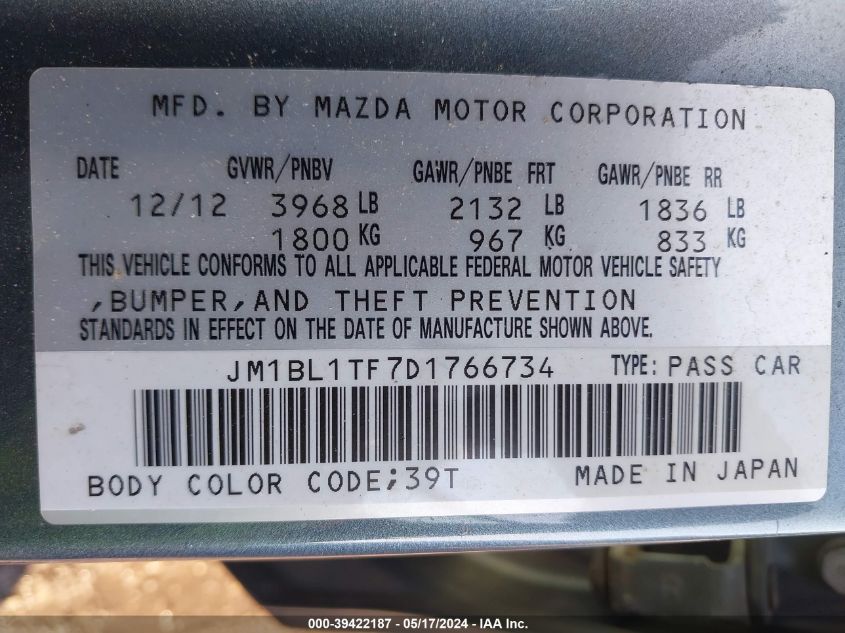 MFD. BY MAZDA MOTOR CORPORATION
DATE GVWR/PNBV GAWR/PNBE FRT GAWR/PNBE RR
12/12 3968 LB 2132 LB 1836 LB
1800 KG 967 KG 833 KG
THIS VEHICLE CONFORMS TO ALL APPLICABLE FEDERAL MOTOR VEHICLE SAFETY
,BUMPER,AND THEFT PREVENTION
STANDARDS IN EFFECT ON THE DATE OF MANUFACTURE SHOWN ABOVE.
JM1BL1TF7D1766734 TYPE: PASS CAR
BODY COLOR CODE;39T MADE IN JAPAN
000-39422187 - 05/17/2024 - IAA Inc.